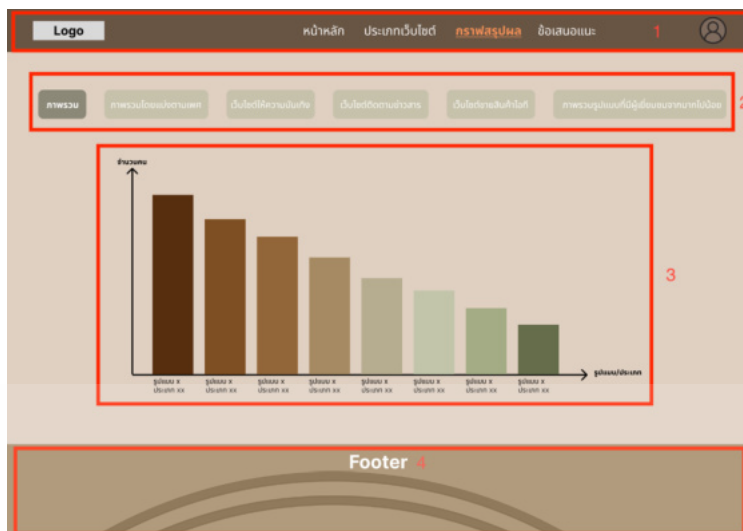 Logo
หน้าหลัก ประเภทเว็บไซต์ กราฟสรุปผล ข้อเสนอแนะ 1
ภาพรวม ภาพรวมโดยแบ่งตามเพศ เว็บไซต์ให้ความบันเทิง เว็บไซต์ติดตามข่าวสาร เว็บไซต์ขายสินค้าไอที ภาพรวมรูปแบบที่มีผู้เยี่ยมชมจากมากไปน้อย 2
จำนวนคน
3
รูปแบบ/ประเภท
รูปแบบ x รูปแบบ x รูปแบบ x รูปแบบ x รูปแบบ x รูปแบบ x รูปแบบ x รูปแบบ x
ประเภท xx ประเภท xx ประเภท xx ประเภท xx ประเภท xx ประเภท xx ประเภท xx ประเภท xx
Footer 4